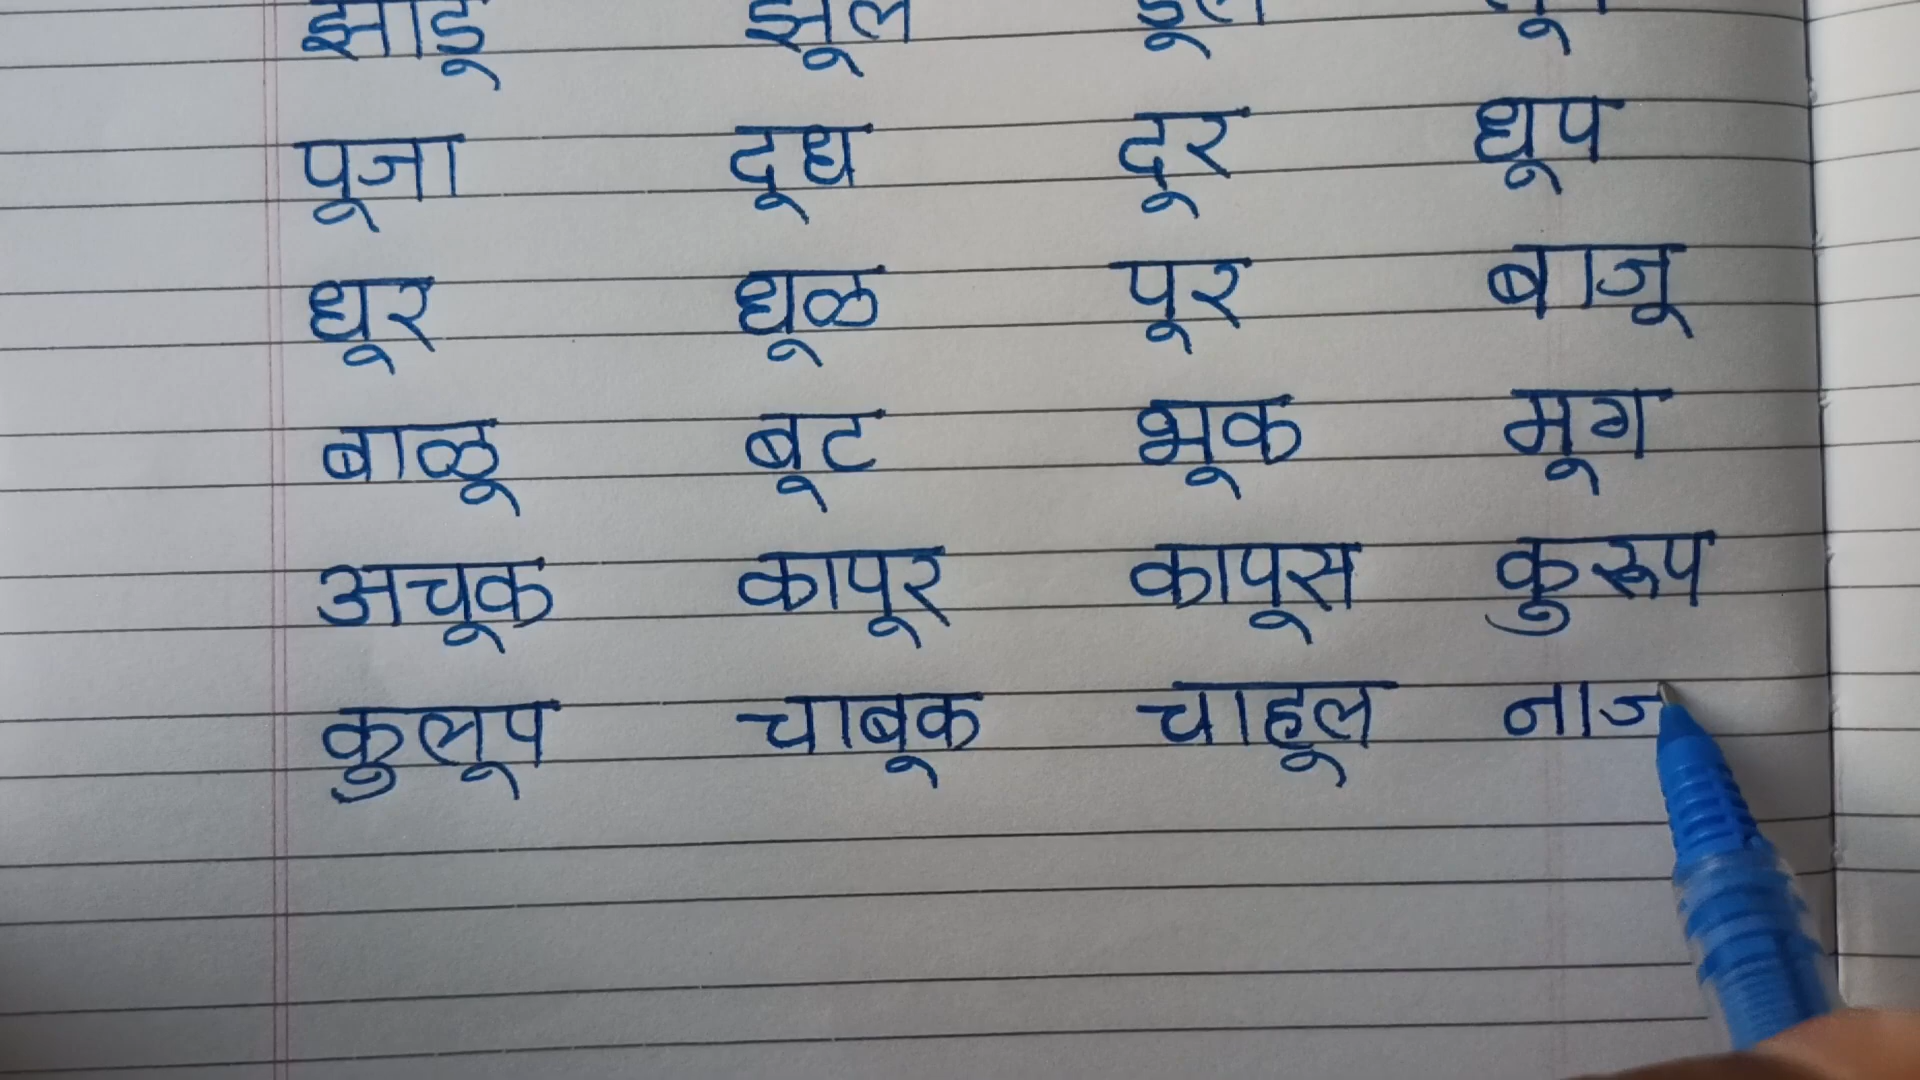 झाडू झूल
पूजा दूध दूर धूप
धूर धूळ पूर बाजू
बाळू बूट भूक मूग
अचूक कापूर कापूस कुरूप
कुलूप चाबूक चाहूल नाज